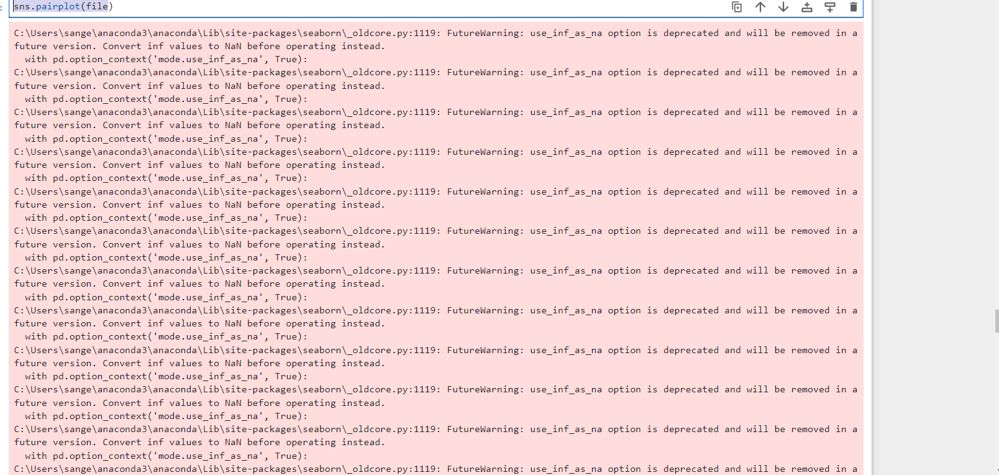 :
sns.pairplot(file)
C:\Users\sange\anaconda3\anaconda\Lib\site-packages\seaborn\_oldcore.py:1119: FutureWarning: use_inf_as_na option is deprecated and will be removed in a
future version. Convert inf values to NaN before operating instead.
  with pd.option_context('mode.use_inf_as_na', True):
C:\Users\sange\anaconda3\anaconda\Lib\site-packages\seaborn\_oldcore.py:1119: FutureWarning: use_inf_as_na option is deprecated and will be removed in a
future version. Convert inf values to NaN before operating instead.
  with pd.option_context('mode.use_inf_as_na', True):
C:\Users\sange\anaconda3\anaconda\Lib\site-packages\seaborn\_oldcore.py:1119: FutureWarning: use_inf_as_na option is deprecated and will be removed in a
future version. Convert inf values to NaN before operating instead.
  with pd.option_context('mode.use_inf_as_na', True):
C:\Users\sange\anaconda3\anaconda\Lib\site-packages\seaborn\_oldcore.py:1119: FutureWarning: use_inf_as_na option is deprecated and will be removed in a
future version. Convert inf values to NaN before operating instead.
  with pd.option_context('mode.use_inf_as_na', True):
C:\Users\sange\anaconda3\anaconda\Lib\site-packages\seaborn\_oldcore.py:1119: FutureWarning: use_inf_as_na option is deprecated and will be removed in a
future version. Convert inf values to NaN before operating instead.
  with pd.option_context('mode.use_inf_as_na', True):
C:\Users\sange\anaconda3\anaconda\Lib\site-packages\seaborn\_oldcore.py:1119: FutureWarning: use_inf_as_na option is deprecated and will be removed in a
future version. Convert inf values to NaN before operating instead.
  with pd.option_context('mode.use_inf_as_na', True):
C:\Users\sange\anaconda3\anaconda\Lib\site-packages\seaborn\_oldcore.py:1119: FutureWarning: use_inf_as_na option is deprecated and will be removed in a
future version. Convert inf values to NaN before operating instead.
  with pd.option_context('mode.use_inf_as_na', True):
C:\Users\sange\anaconda3\anaconda\Lib\site-packages\seaborn\_oldcore.py:1119: FutureWarning: use_inf_as_na option is deprecated and will be removed in a
future version. Convert inf values to NaN before operating instead.
  with pd.option_context('mode.use_inf_as_na', True):
C:\Users\sange\anaconda3\anaconda\Lib\site-packages\seaborn\_oldcore.py:1119: FutureWarning: use_inf_as_na option is deprecated and will be removed in a
future version. Convert inf values to NaN before operating instead.
  with pd.option_context('mode.use_inf_as_na', True):
C:\Users\sange\anaconda3\anaconda\Lib\site-packages\seaborn\_oldcore.py:1119: FutureWarning: use_inf_as_na option is deprecated and will be removed in a
future version. Convert inf values to NaN before operating instead.
  with pd.option_context('mode.use_inf_as_na', True):
C:\Users\sange\anaconda3\anaconda\Lib\site-packages\seaborn\_oldcore.py:1119: FutureWarning: use_inf_as_na option is deprecated and will be removed in a
future version. Convert inf values to NaN before operating instead.
  with pd.option_context('mode.use_inf_as_na', True):
C:\Users\sange\anaconda3\anaconda\Lib\site-packages\seaborn\_oldcore.py:1119: FutureWarning: use_inf_as_na option is deprecated and will be removed in a